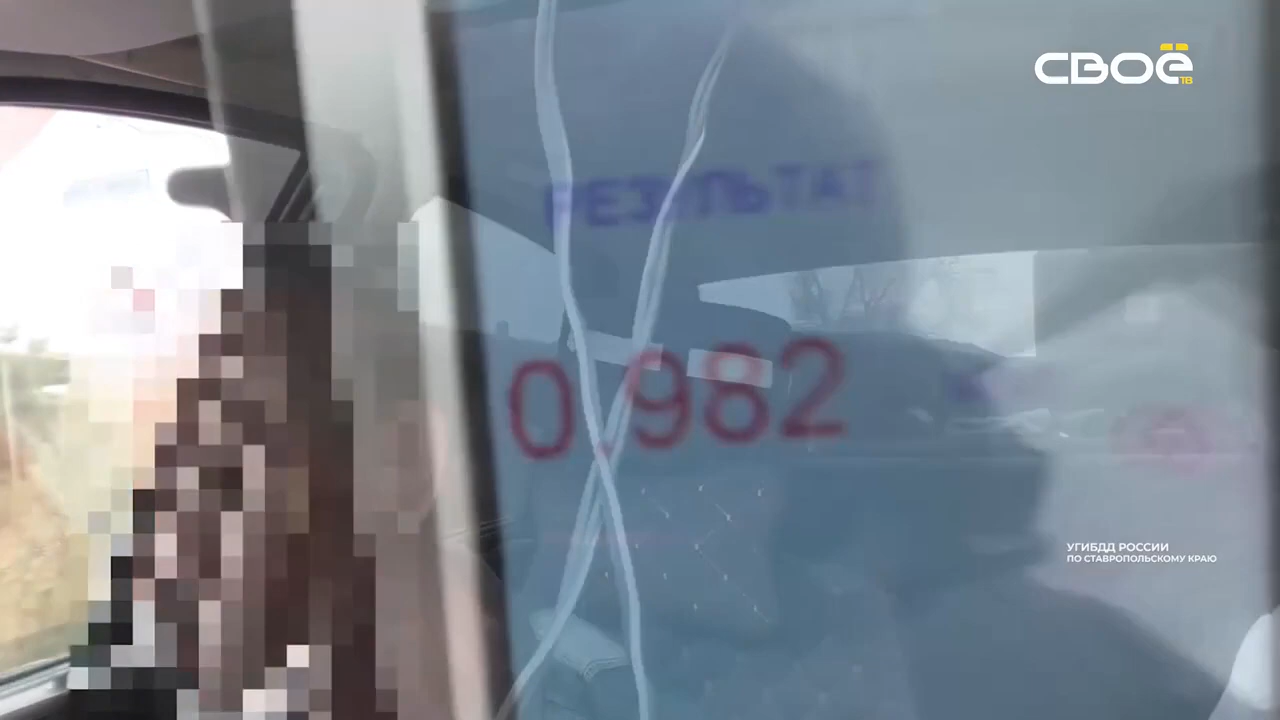 СВОЁ
ТВ
РЕЗУЛЬТАТ
0.982
УГИБДД РОССИИ
ПО СТАВРОПОЛЬСКОМУ КРАЮ